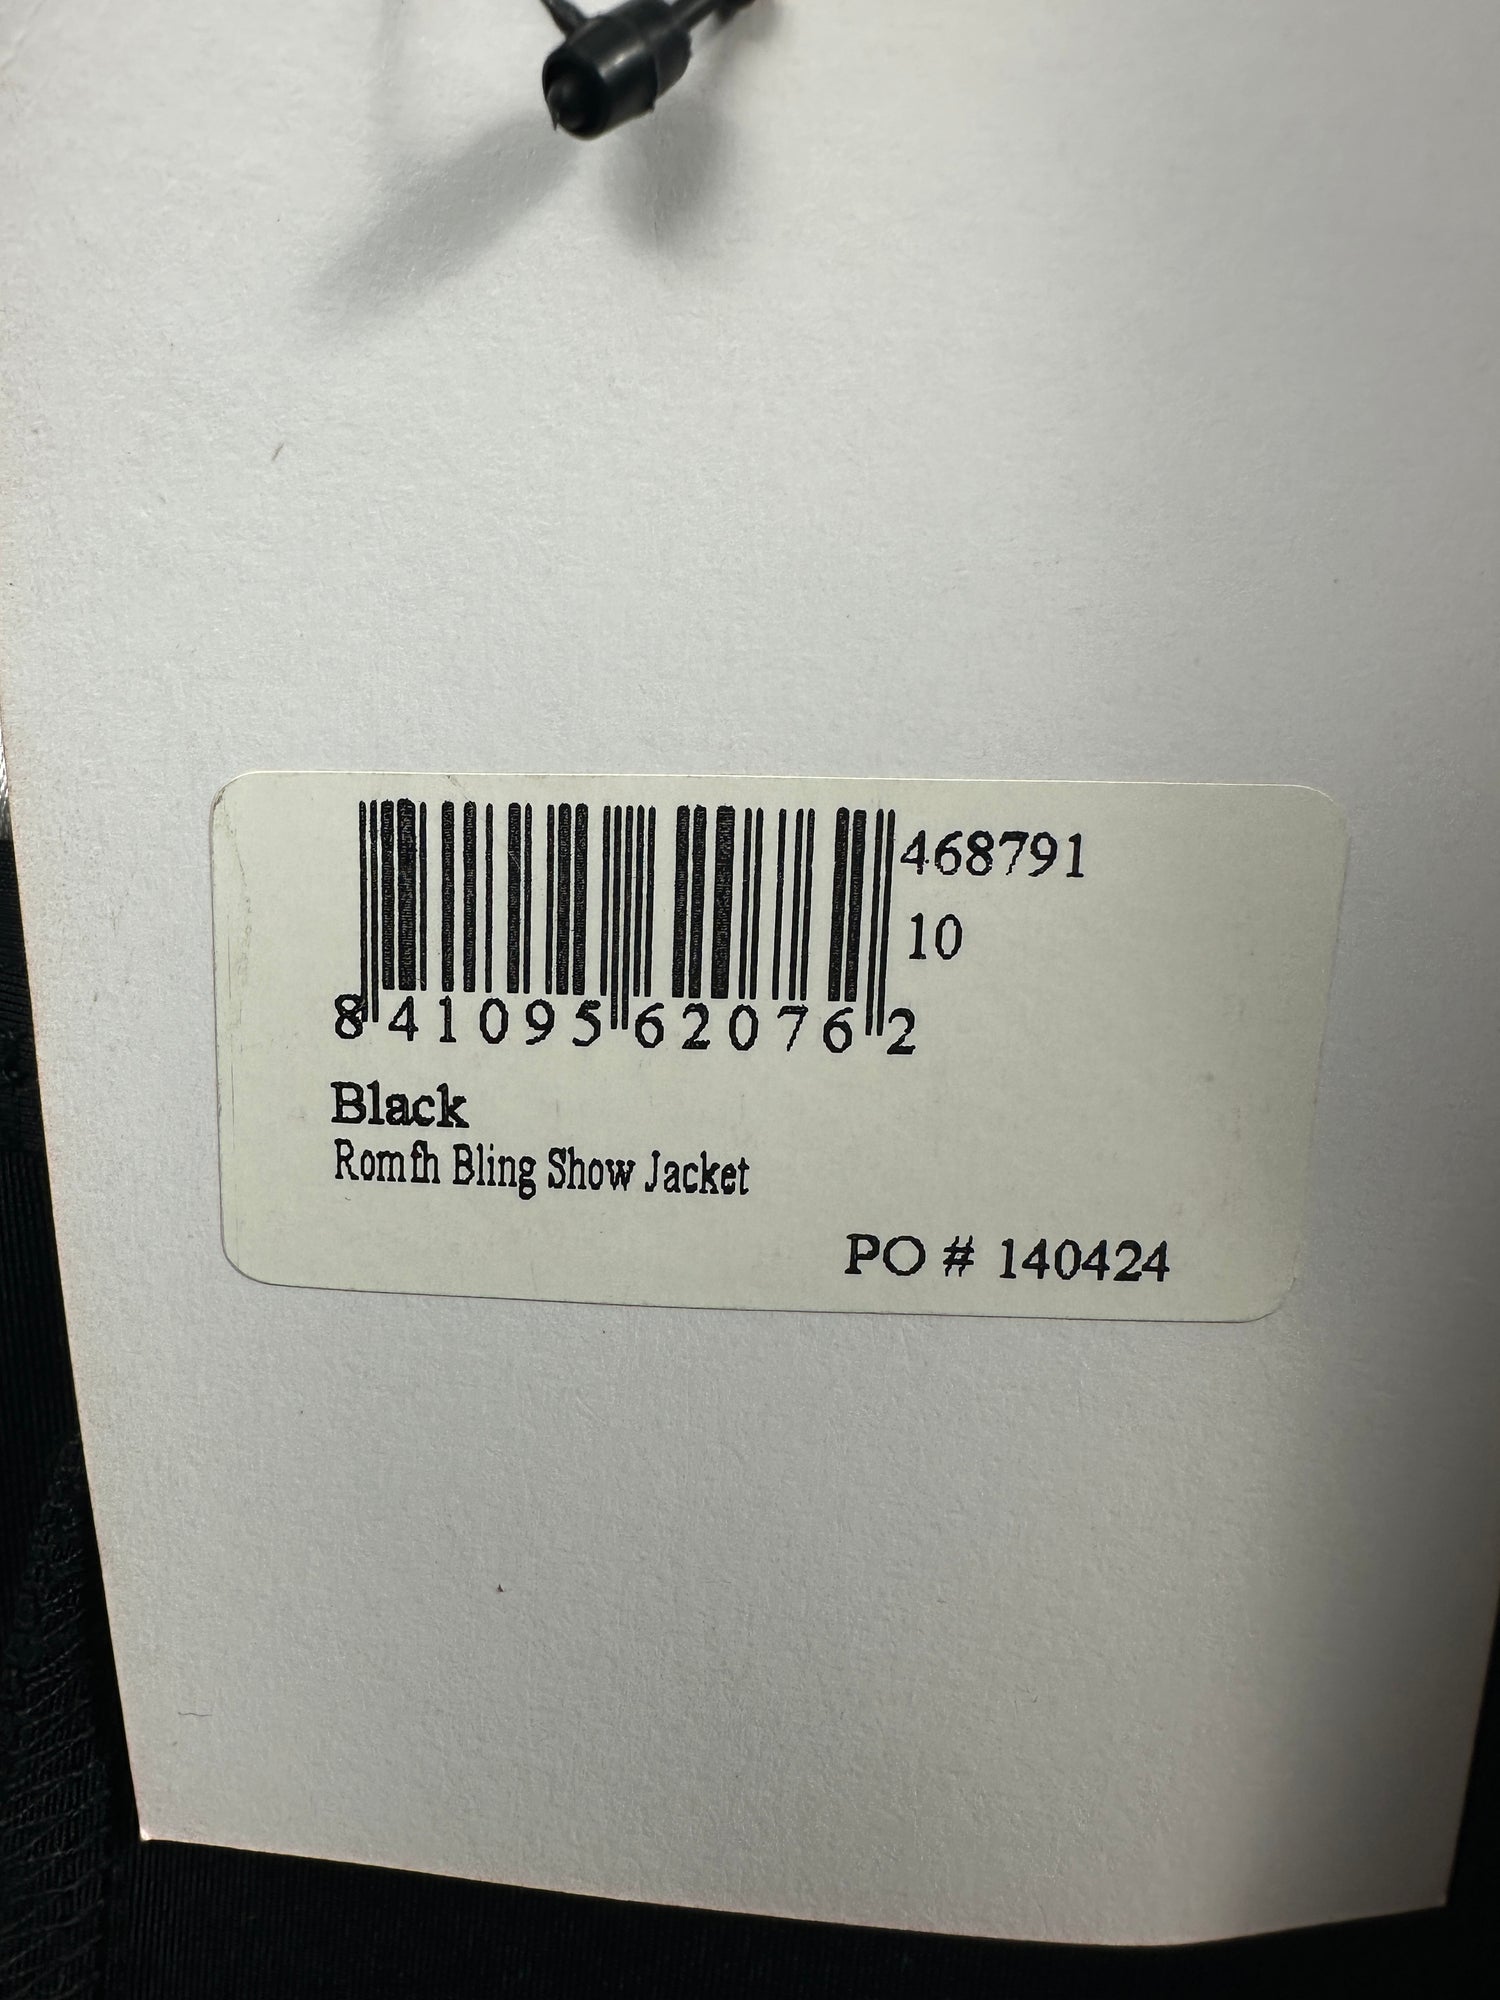 468791
10
8 41095 62076 2
Black
Romfh Bling Show Jacket
PO # 140424